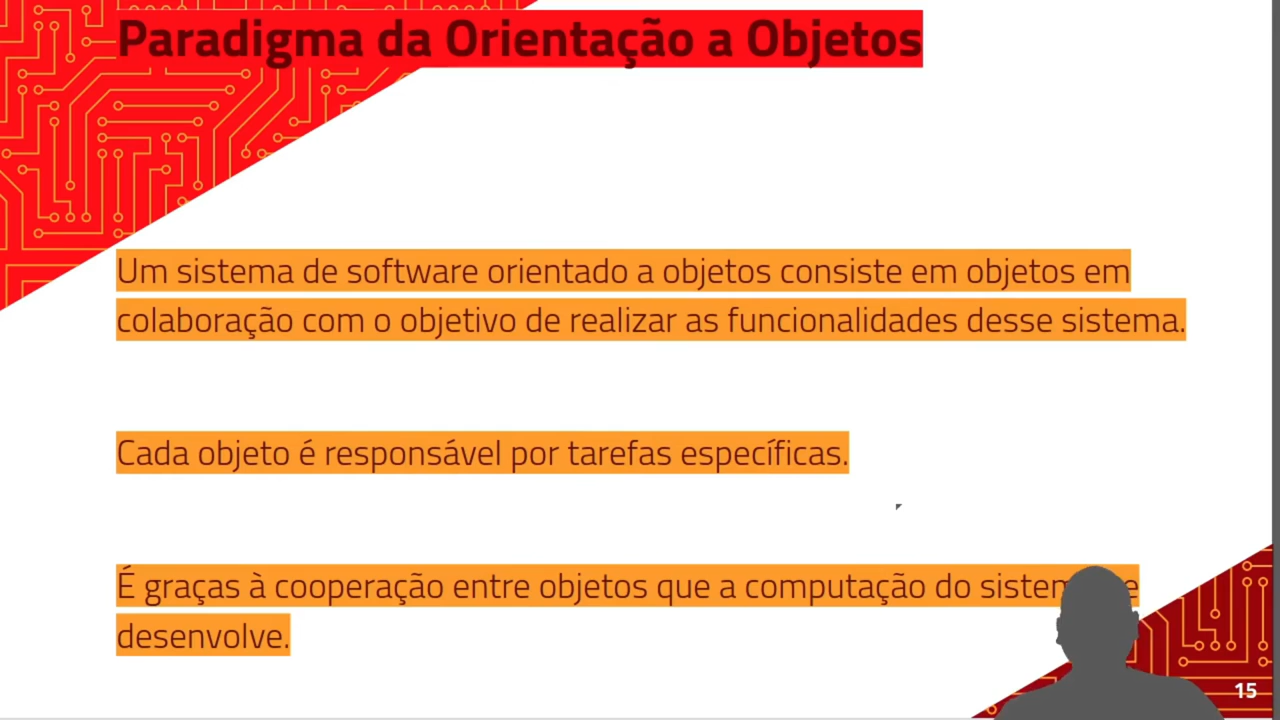 Paradigma da Orientação a Objetos
Um sistema de software orientado a objetos consiste em objetos em
colaboração com o objetivo de realizar as funcionalidades desse sistema.
Cada objeto é responsável por tarefas específicas.
É graças à cooperação entre objetos que a computação do
desenvolve.
15